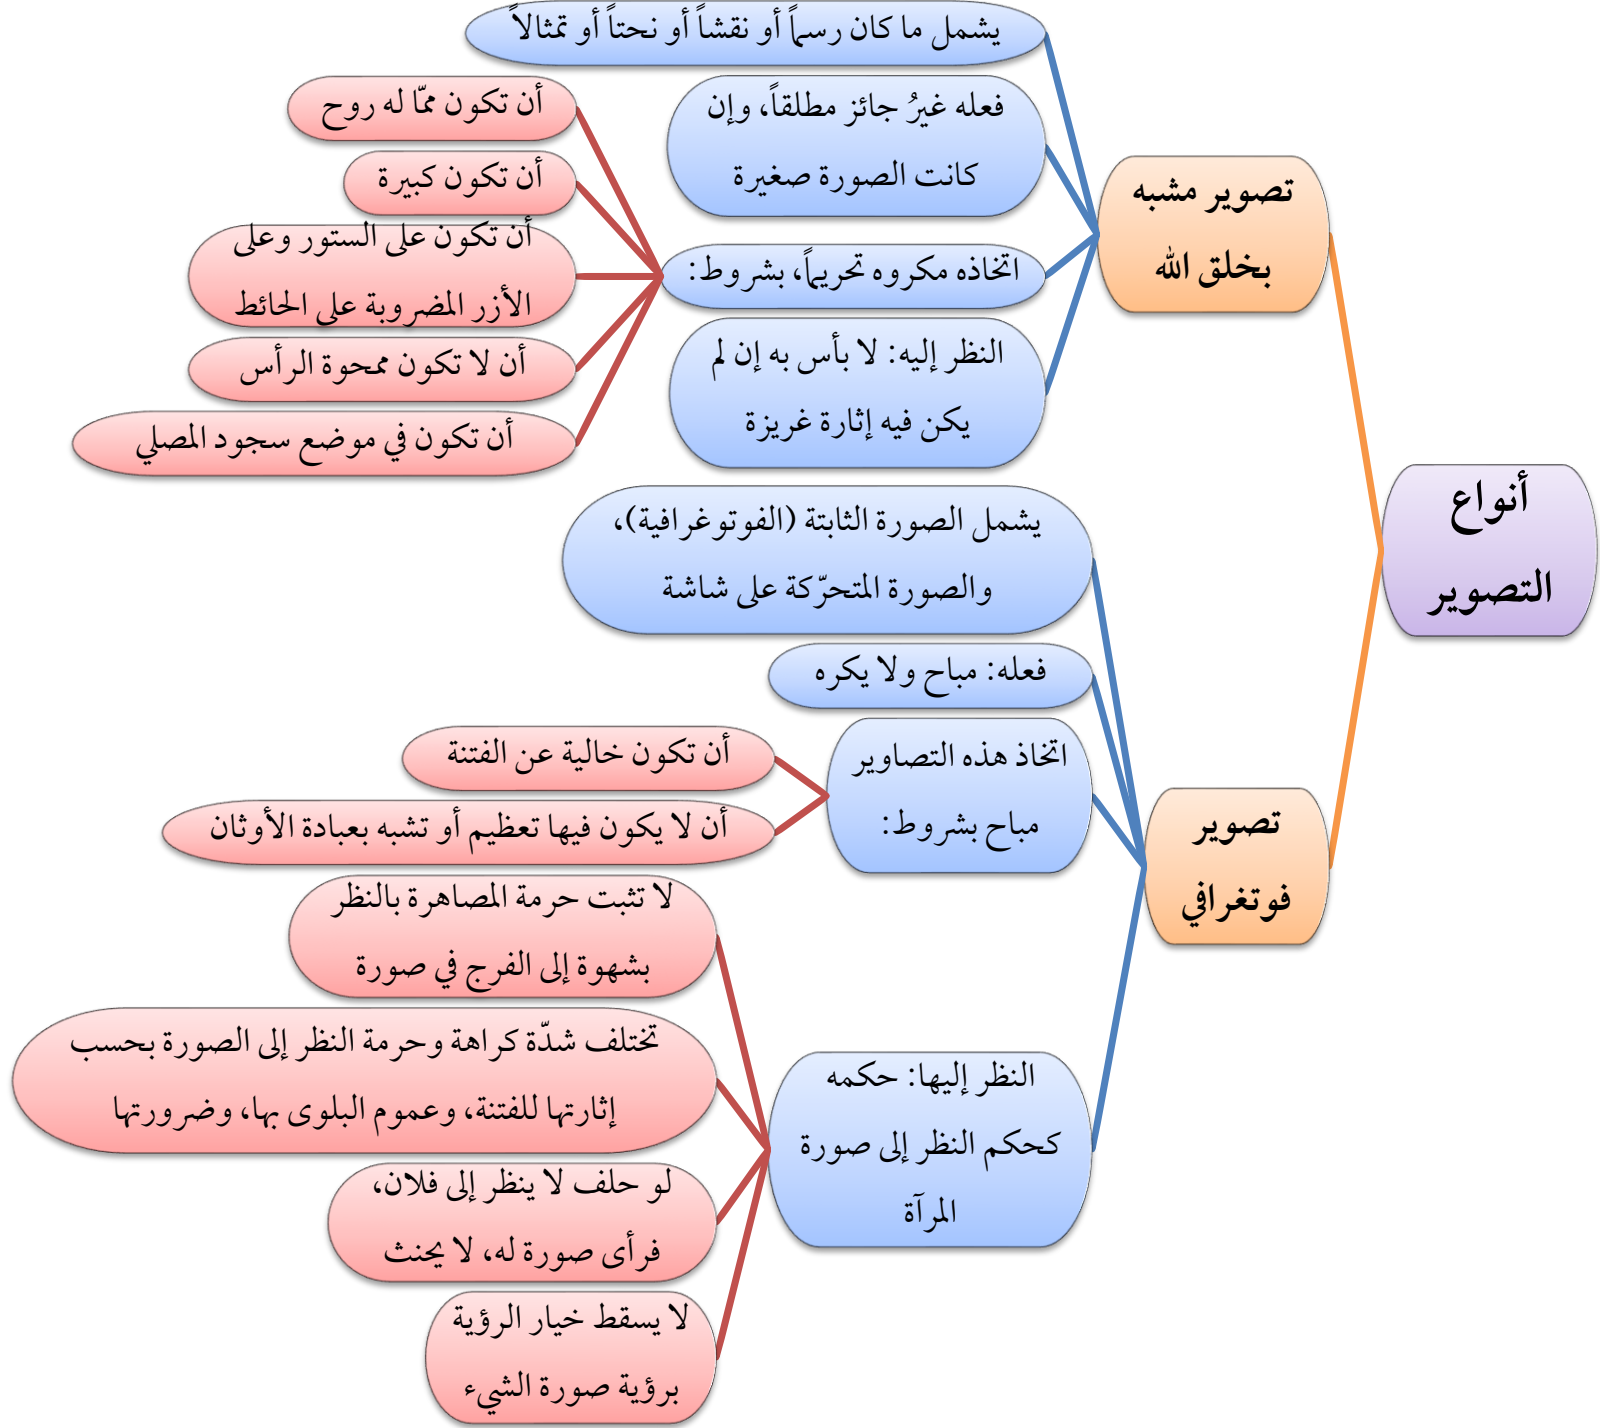 أنواع
التصوير
تصوير مشبه
بخلق الله
يشمل ما كان رسماً أو نقشاً أو نحتاً أو تمثالاً
فعله غيرُ جائز مطلقاً، وإن
كانت الصورة صغيرة
اتخاذه مكروه تحريماً، بشروط:
أن تكون ممّا له روح
أن تكون كبيرة
أن تكون على الستور وعلى
الأزر المضروبة على الحائط
أن لا تكون ممحوة الرأس
أن تكون في موضع سجود المصلي
النظر إليه: لا بأس به إن لم
يكن فيه إثارة غريزة
تصوير
فوتغرافي
يشمل الصورة الثابتة (الفوتوغرافية)،
والصورة المتحرّكة على شاشة
فعله: مباح ولا يكره
اتخاذ هذه التصاوير
مباح بشروط:
أن تكون خالية عن الفتنة
أن لا يكون فيها تعظيم أو تشبه بعبادة الأوثان
النظر إليها: حكمه
كحكم النظر إلى صورة
المرآة
لا تثبت حرمة المصاهرة بالنظر
بشهوة إلى الفرج في صورة
تختلف شدّة كراهة وحرمة النظر إلى الصورة بحسب
إثارتها للفتنة، وعموم البلوى بها، وضرورتها
لو حلف لا ينظر إلى فلان،
فرأى صورة له، لا يحنث
لا يسقط خيار الرؤية
برؤية صورة الشيء